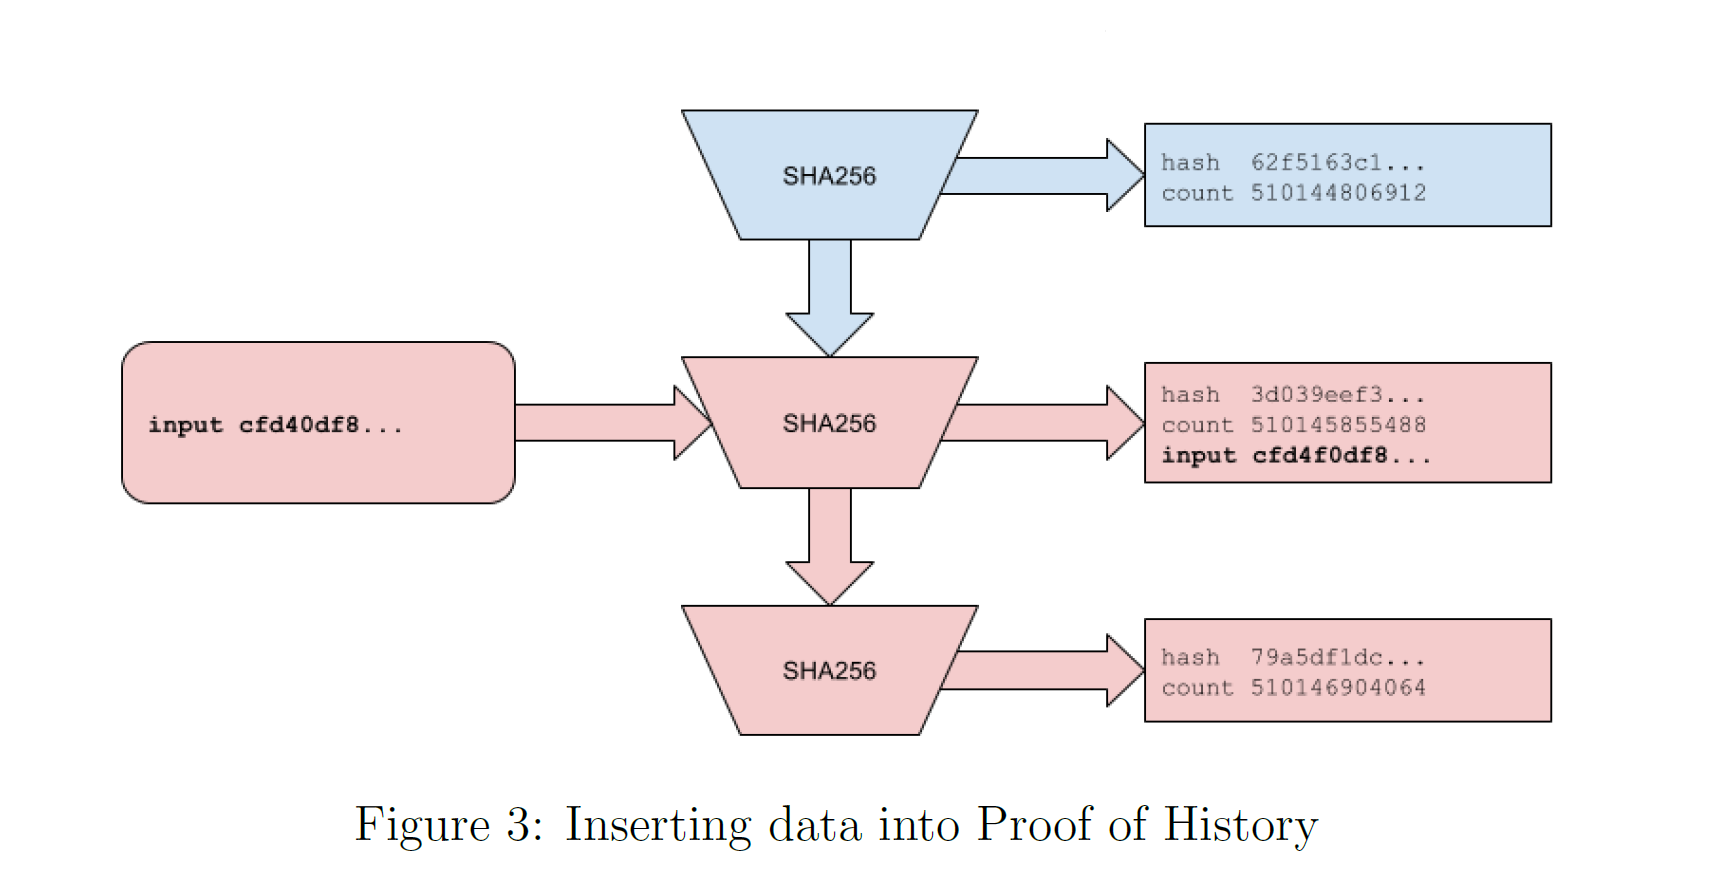 SHA256
hash 62f5163c1...
count 510144806912
input cfd40df8...
SHA256
hash 3d039eef3...
count 510145855488
input cfd4f0df8...
SHA256
hash 79a5df1dc...
count 510146904064
Figure 3: Inserting data into Proof of History